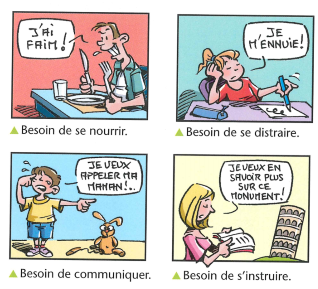 J'AI
FAIM!
JE
M'ENNUIE!
▲ Besoin de se nourrir.
▲ Besoin de se distraire.
JE VEUX
APPELER MA
MAMAN!..
JE VEUX EN
SAVOIR PLUS
SUR CE
MONUMENT!
▲ Besoin de communiquer.
▲ Besoin de s'instruire.